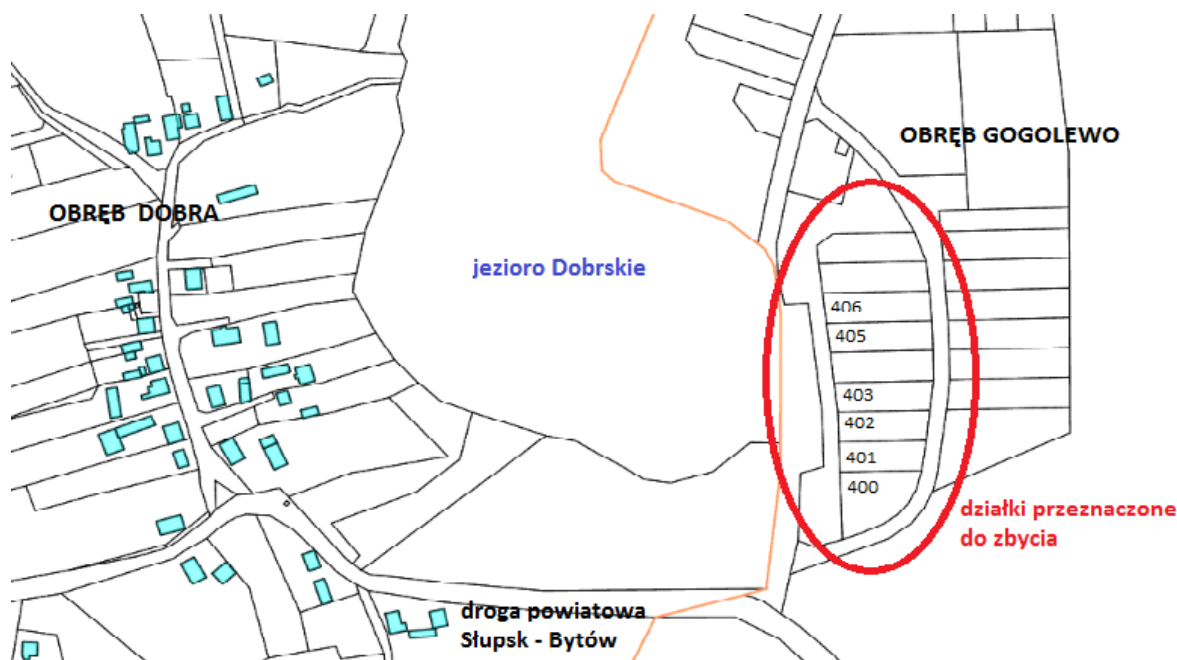 OBRĘB GOGOLEWO
OBRĘB DOBRA
jezioro Dobrskie
406
405
403
402
401
400
działki przeznaczone
do zbycia
droga powiatowa
Słupsk - Bytów